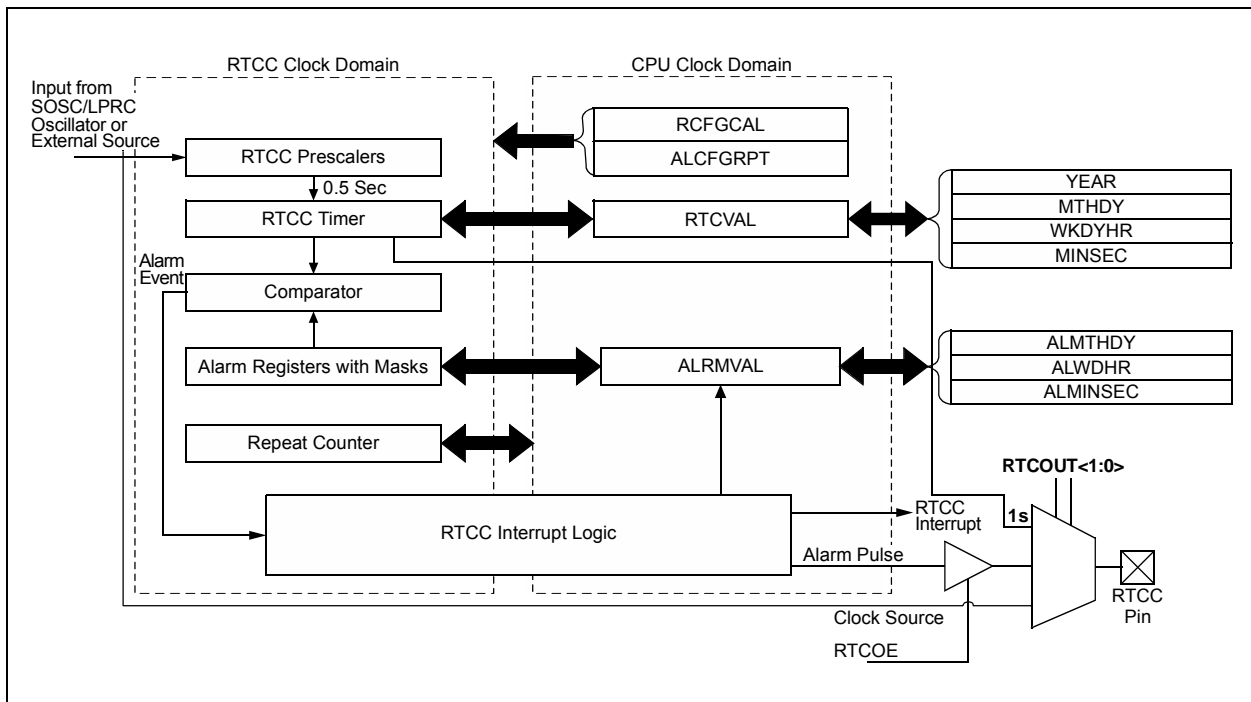 RTCC Clock Domain
CPU Clock Domain
Input from
SOSC/LPRC
Oscillator or
External Source
RCFGCAL
ALCFGRPT
RTCC Prescalers
0.5 Sec
YEAR
MTHDY
WKDYHR
MINSEC
RTCC Timer
RTCVAL
Alarm
Event
Comparator
ALMTHDY
ALWDHR
ALMINSEC
Alarm Registers with Masks
ALRMVAL
Repeat Counter
RTCOUT<1:0>
RTCC Interrupt Logic
RTCC
Interrupt
1s
Alarm Pulse
RTCC
Pin
Clock Source
RTCOE